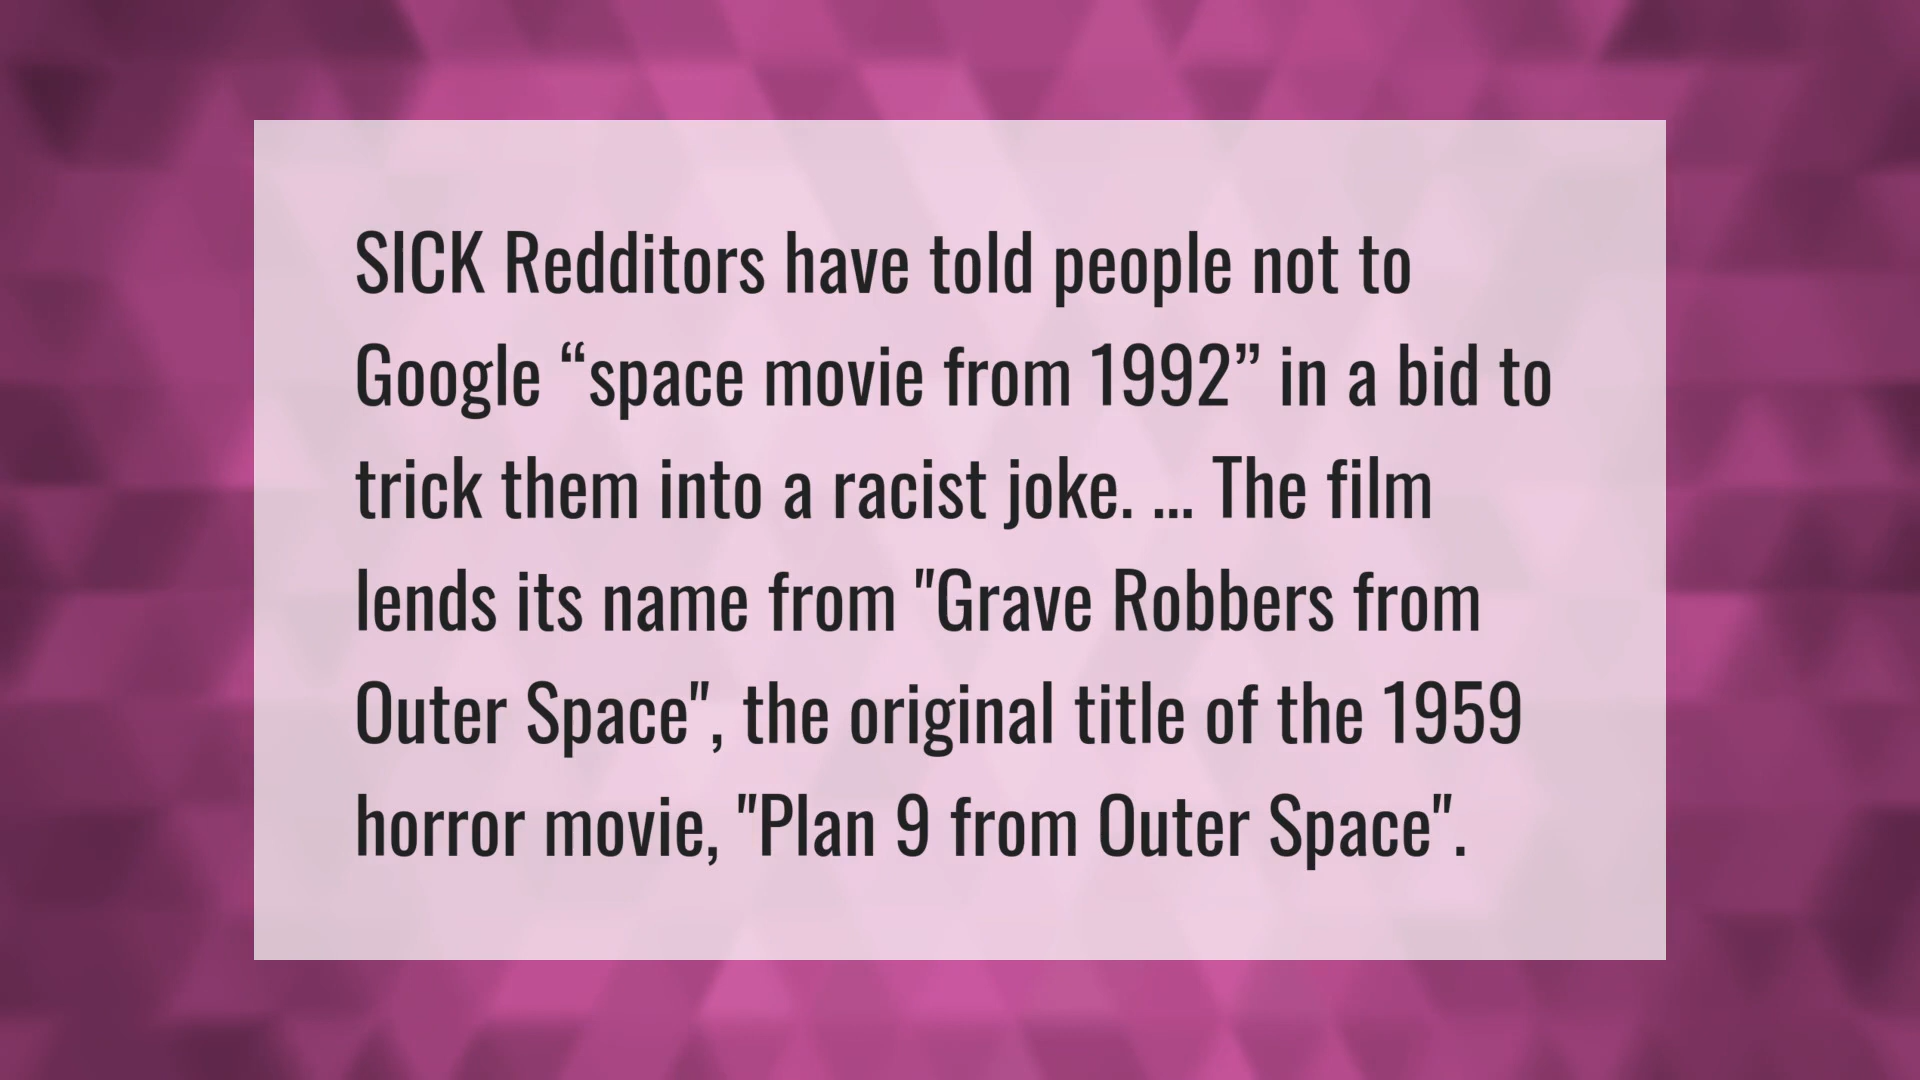 SICK Redditors have told people not to
Google “space movie from 1992” in a bid to
trick them into a racist joke. ... The film
lends its name from "Grave Robbers from
Outer Space", the original title of the 1959
horror movie, "Plan 9 from Outer Space".